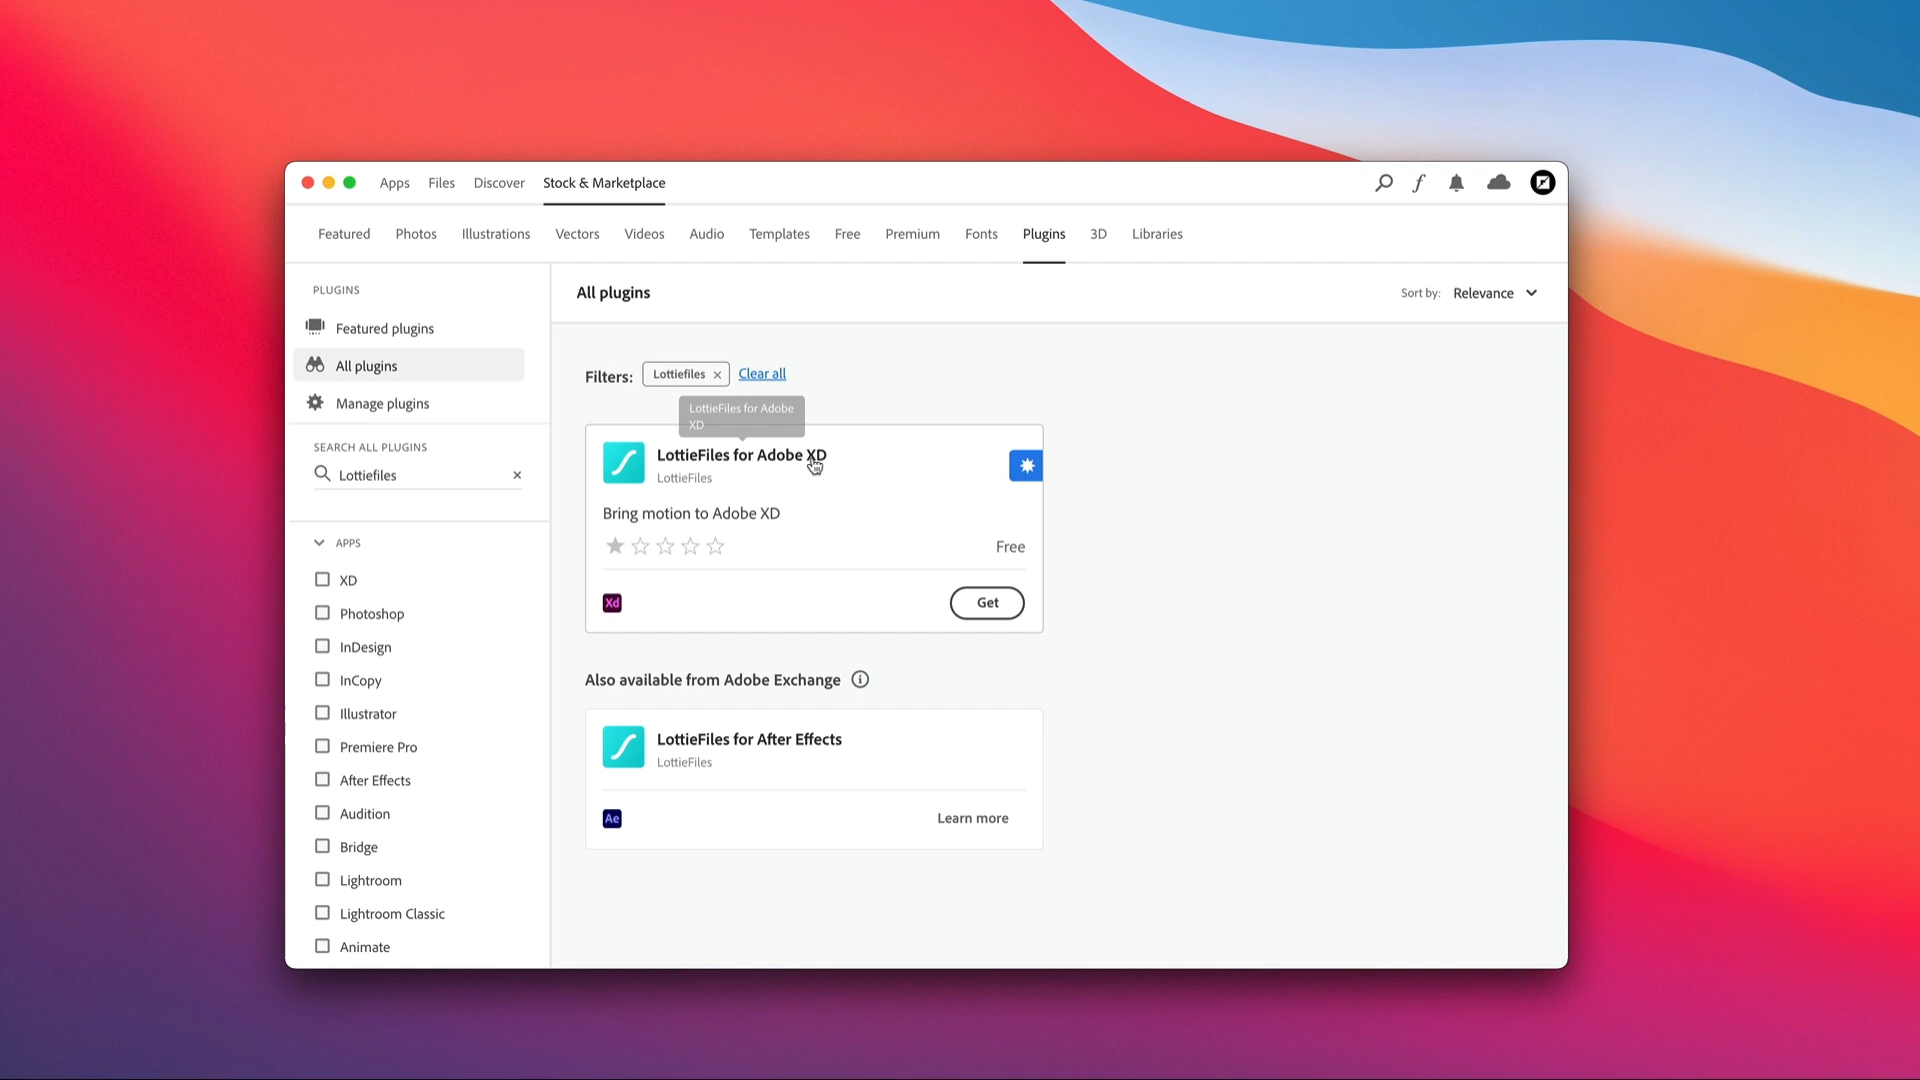 Apps Files Discover Stock & Marketplace
Featured Photos Illustrations Vectors Videos Audio Templates Free Premium Fonts Plugins 3D Libraries
PLUGINS
Featured plugins
All plugins
Manage plugins
SEARCH ALL PLUGINS
Lottiefiles
APPS
XD
Photoshop
InDesign
InCopy
Illustrator
Premiere Pro
After Effects
Audition
Bridge
Lightroom
Lightroom Classic
Animate
All plugins
Sort by: Relevance
Filters: Lottiefiles Clear all
LottieFiles for Adobe
XD
LottieFiles for Adobe XD
LottieFiles
Bring motion to Adobe XD
Free
Xd
Get
Also available from Adobe Exchange
LottieFiles for After Effects
LottieFiles
Ae
Learn more